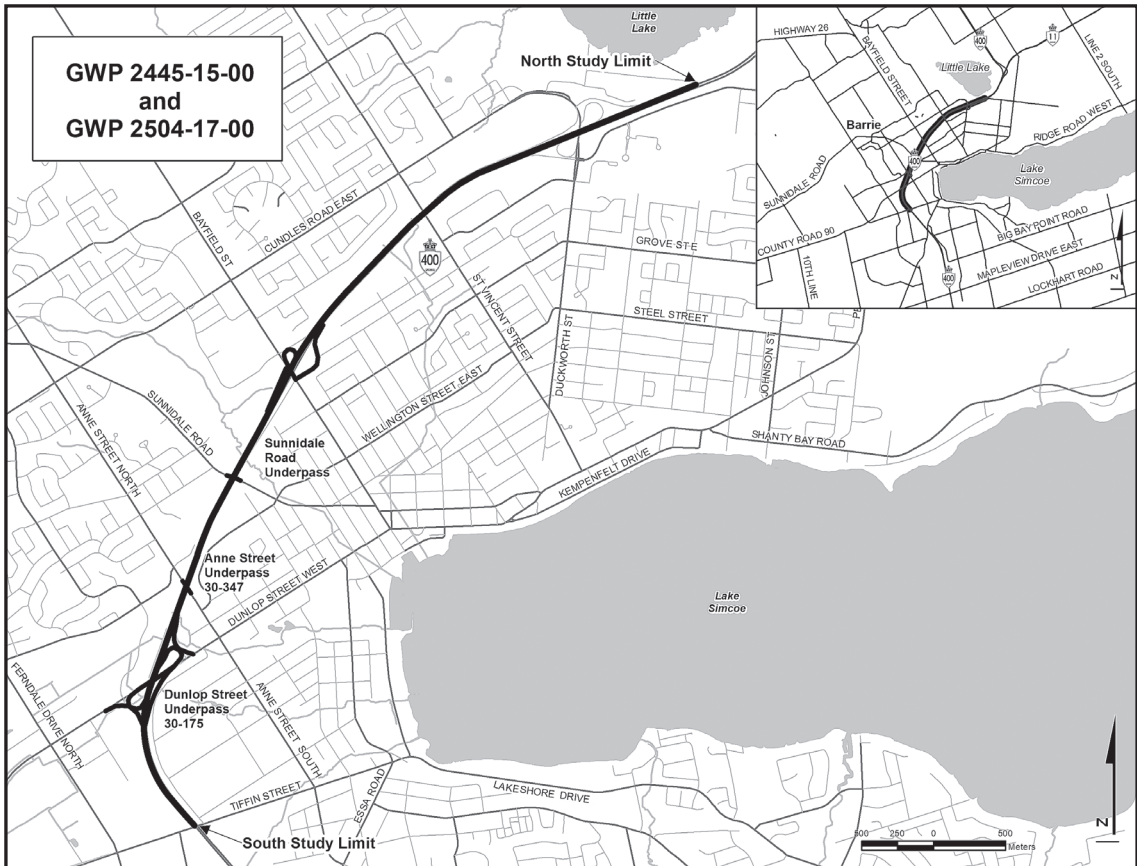 GWP 2445-15-00
and
GWP 2504-17-00
Little
Lake
North Study Limit
BAYFIELD ST
CUNDLES ROAD EAST
400
GROVE ST E
ST VINCENT STREET
STEEL STREET
DUCKWORTH ST
JOHNSON ST
WELLINGTON STREET EAST
SUNNIDALE ROAD
ANNE STREET NORTH
Sunnidale
Road
Underpass
SHANTY BAY ROAD
KEMPENFELT DRIVE
Anne Street
Underpass
30-347
DUNLOP STREET WEST
Lake
Simcoe
FERNDALE DRIVE NORTH
Dunlop Street
Underpass
30-175
ANNE STREET SOUTH
TIFFIN STREET
ESSA ROAD
LAKESHORE DRIVE
South Study Limit
500 250 0 500
Meters
N
HIGHWAY 26
BAYFIELD STREET
400
11
LINE 2 SOUTH
Little Lake
Barrie
RIDGE ROAD WEST
400
SUNNIDALE ROAD
Lake
Simcoe
COUNTY ROAD 90
BIG BAY POINT ROAD
10TH LINE
MAPLEVIEW DRIVE EAST
400
LOCKHART ROAD
N